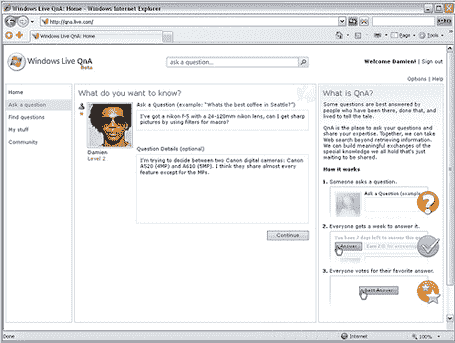 Windows Live QnA: Home - Windows Internet Explorer
http://qna.live.com/
Windows Live QnA: Home
Page
Tools
Windows Live QnA
Beta
ask a question...
Welcome Damien! | Sign out
Options | Help
Home
Ask a question
Find questions
My stuff
Community
What do you want to know?
Ask a Question (example: "Whats the best coffee in Seattle?")
I've got a nikon f-5 with a 24-120mm nikon lens, can I get sharp
pictures by using filters for macro?
Damien
Level 2
Question Details (optional)
I'm trying to decide between two Canon digital cameras: Canon
A520 (4MP) and A610 (5MP). I think they share almost every
feature except for the MPs.
Continue
What is QnA?
Some questions are best answered by
people who have been there, done that, and
lived to tell the tale.
QnA is the place to ask your questions and
share your expertise. Together, we can take
Web search beyond retrieving information.
We can build meaningful exchanges of the
special knowledge we all hold that's just
waiting to be shared.
How it works
1. Someone asks a question.
Ask a Question (example
2. Everyone gets a week to answer it.
You have 7 days left to answer this qu
Answer
3. Everyone votes for their favorite answer.
Best Answer
Internet
100%